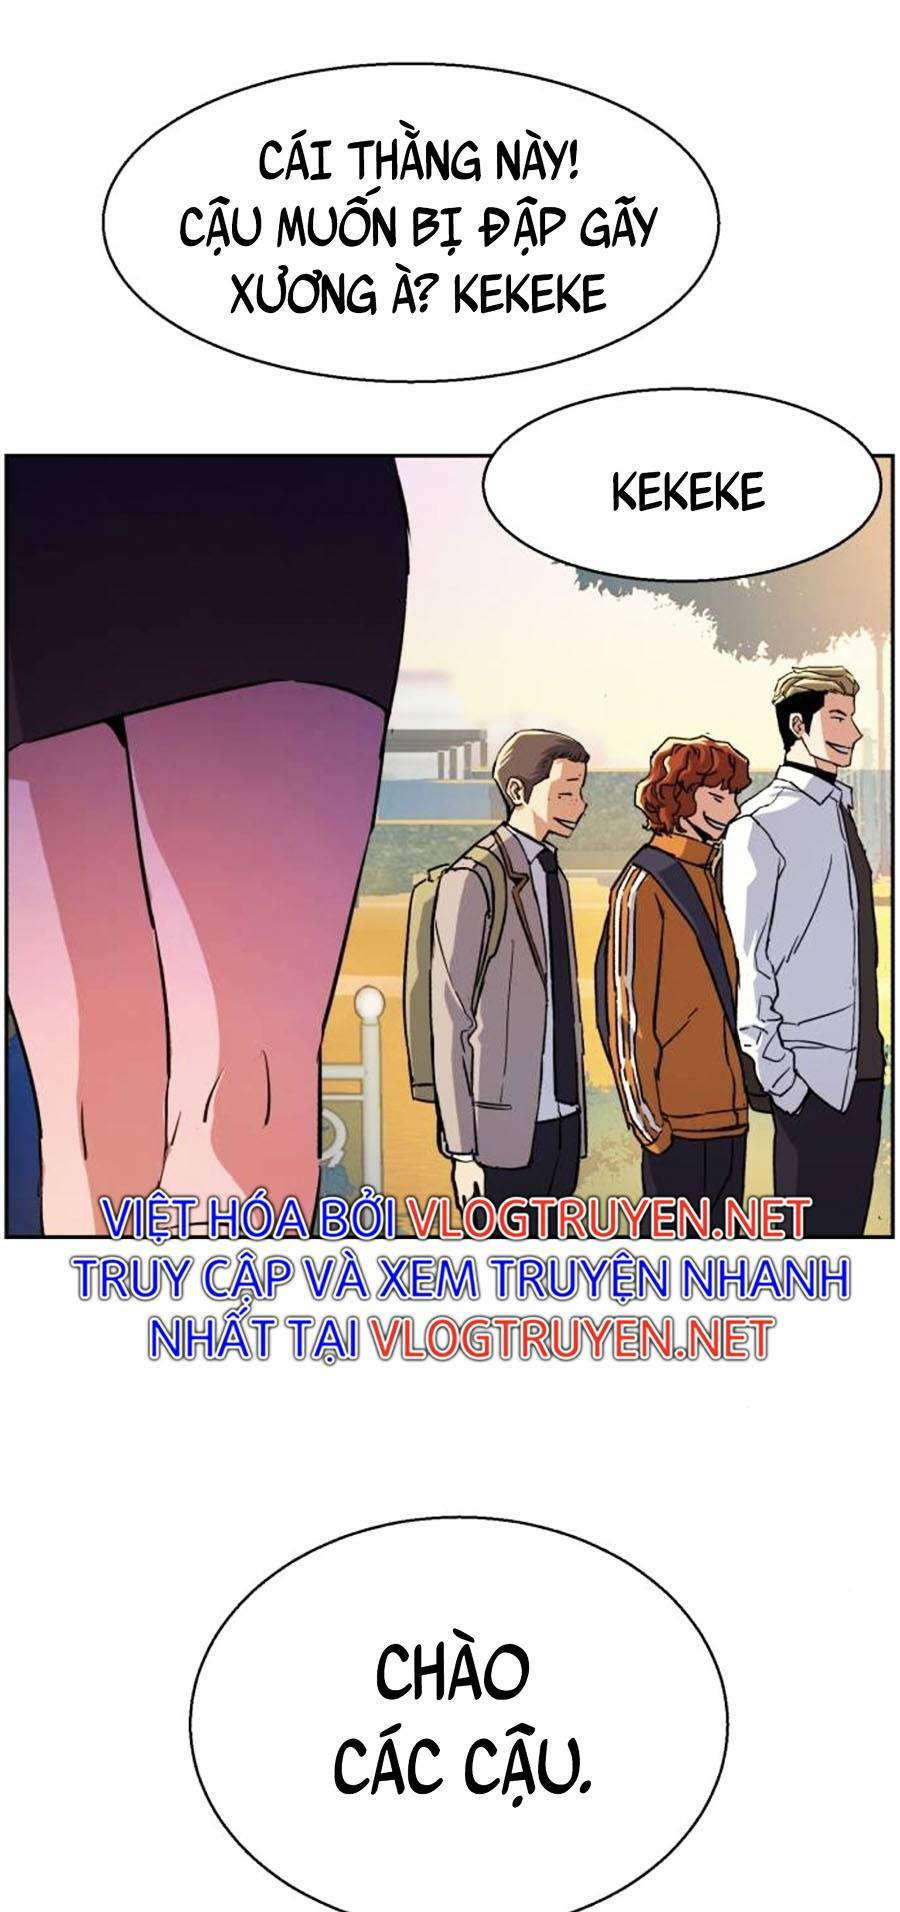 CÁI THẰNG NÀY!
CẬU MUỐN BỊ ĐẬP GÃY
XƯƠNG À? KEKEKE
KEKEKE
VIỆT HÓA BỞI VLOGTRUYEN.NET
TRUY CẬP VÀ XEM TRUYỆN NHANH
NHẤT TẠI VLOGTRUYEN.NET
CHÀO
CÁC CẬU.